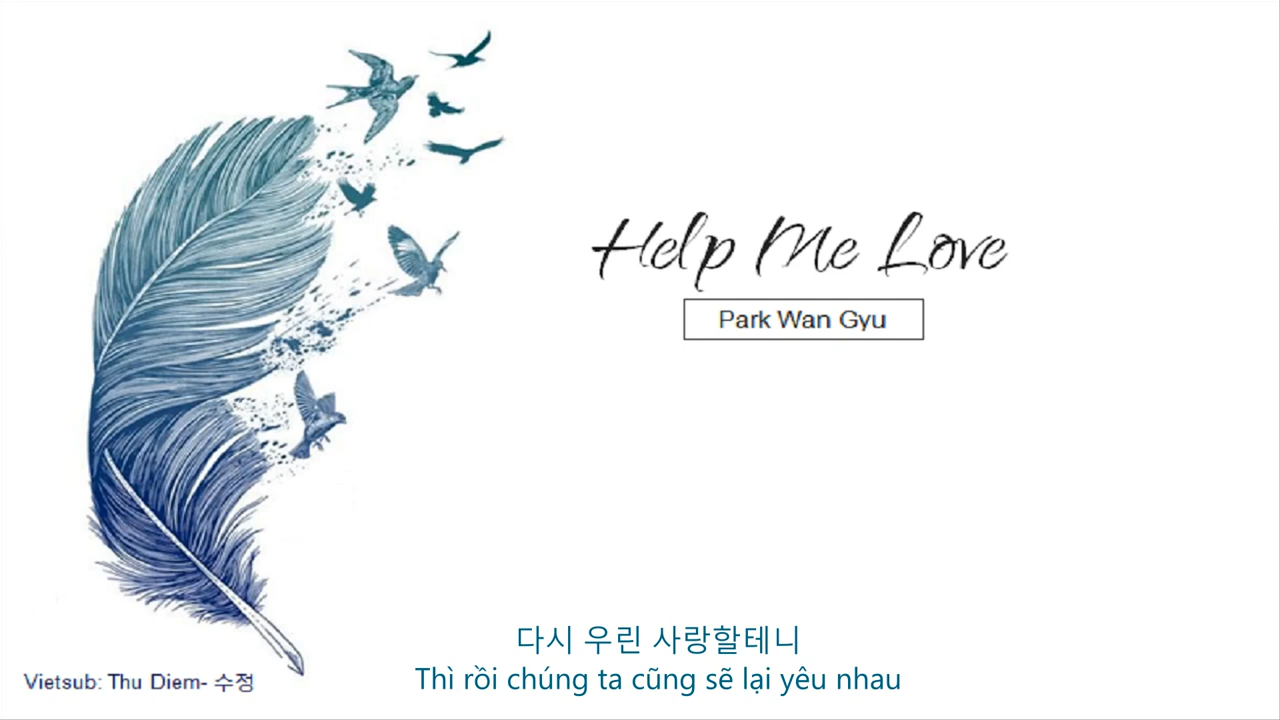 Help Me Love
Park Wan Gyu
다시 우린 사랑할테니
Thì rồi chúng ta cũng sẽ lại yêu nhau
Vietsub: Thu Diem- 수정